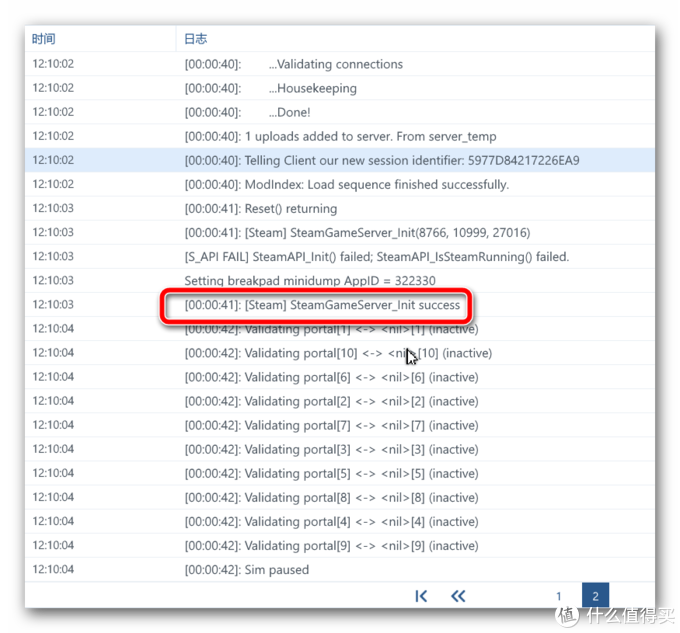 时间 日志
12:10:02 [00:00:40]: ...Validating connections
12:10:02 [00:00:40]: ...Housekeeping
12:10:02 [00:00:40]: ...Done!
12:10:02 [00:00:40]: 1 uploads added to server. From server_temp
12:10:02 [00:00:40]: Telling Client our new session identifier: 5977D84217226EA9
12:10:02 [00:00:40]: ModIndex: Load sequence finished successfully.
12:10:03 [00:00:41]: Reset() returning
12:10:03 [00:00:41]: [Steam] SteamGameServer_Init(8766, 10999, 27016)
12:10:03 [S_API FAIL] SteamAPI_Init() failed; SteamAPI_IsSteamRunning() failed.
12:10:03 Setting breakpad minidump AppID = 322330
12:10:03 [00:00:41]: [Steam] SteamGameServer_Init success
12:10:04 [00:00:42]: Validating portal[1] <-> <nil>[1] (inactive)
12:10:04 [00:00:42]: Validating portal[10] <-> <nil>[10] (inactive)
12:10:04 [00:00:42]: Validating portal[6] <-> <nil>[6] (inactive)
12:10:04 [00:00:42]: Validating portal[2] <-> <nil>[2] (inactive)
12:10:04 [00:00:42]: Validating portal[7] <-> <nil>[7] (inactive)
12:10:04 [00:00:42]: Validating portal[3] <-> <nil>[3] (inactive)
12:10:04 [00:00:42]: Validating portal[5] <-> <nil>[5] (inactive)
12:10:04 [00:00:42]: Validating portal[8] <-> <nil>[8] (inactive)
12:10:04 [00:00:42]: Validating portal[4] <-> <nil>[4] (inactive)
12:10:04 [00:00:42]: Validating portal[9] <-> <nil>[9] (inactive)
12:10:04 [00:00:42]: Sim paused
1 2
值 什么值得买